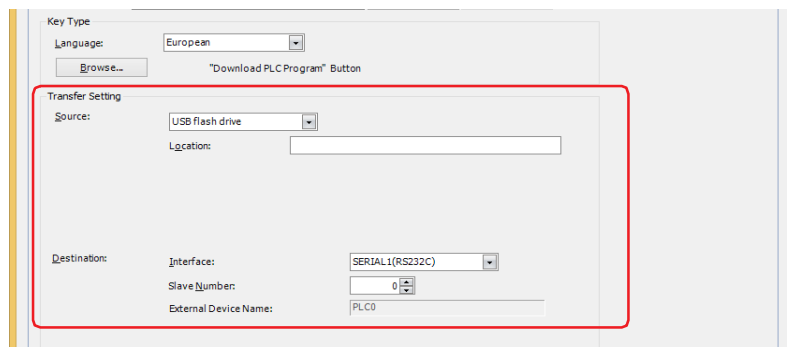 Key Type
Language: European
Browse... "Download PLC Program" Button
Transfer Setting
Source: USB flash drive
Location:
Destination: Interface: SERIAL1(RS232C)
Slave Number: 0
External Device Name: PLC0